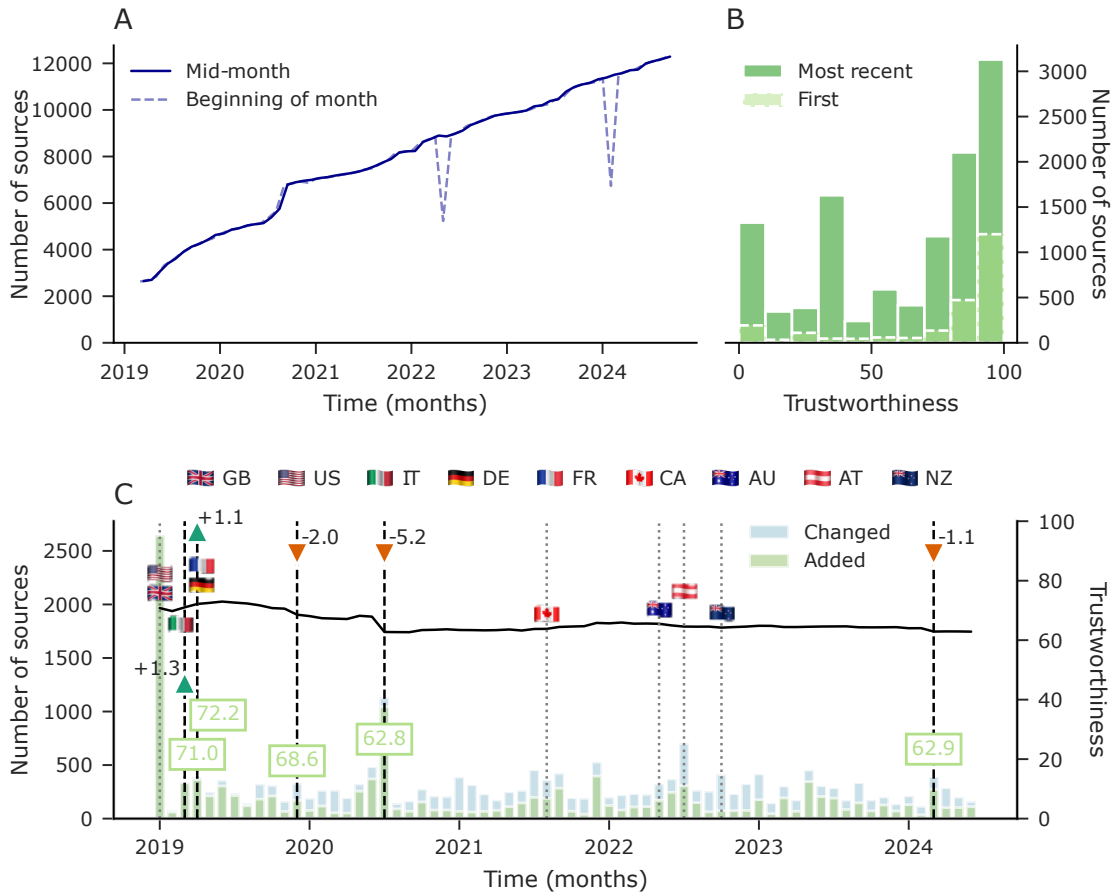 A
B
Mid-month
Beginning of month
Most recent
First
12000
10000
8000
6000
4000
2000
0
3000
2500
2000
1500
1000
500
0
Number of sources
Number of sources
2019
2020
2021
2022
2023
2024
0
50
100
Time (months)
Trustworthiness
GB
US
IT
DE
FR
CA
AU
AT
NZ
C
+1.1
-2.0
-5.2
-1.1
+1.3
Changed
Added
72.2
71.0
68.6
62.8
62.9
2500
2000
1500
1000
500
0
100
80
60
40
20
0
Number of sources
Trustworthiness
2019
2020
2021
2022
2023
2024
Time (months)